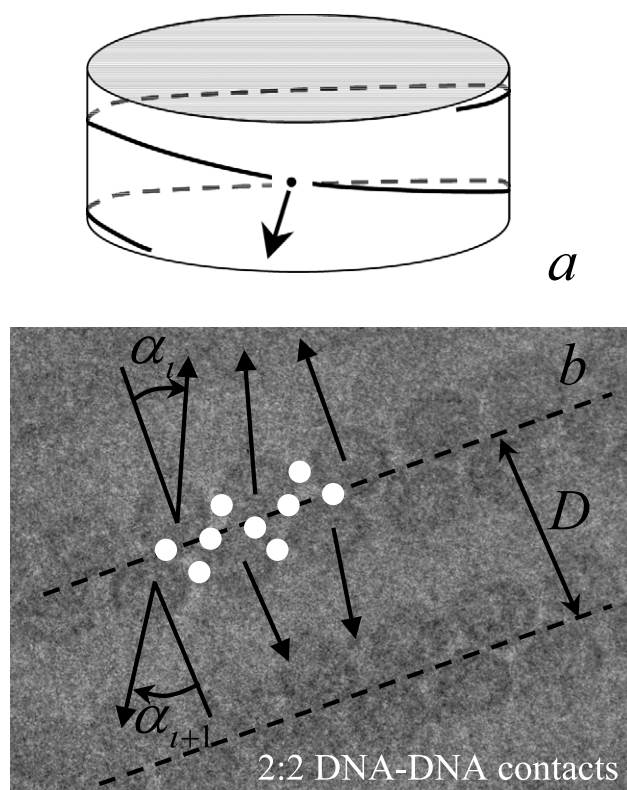 a
b
αι
D
αι+1
2:2 DNA-DNA contacts